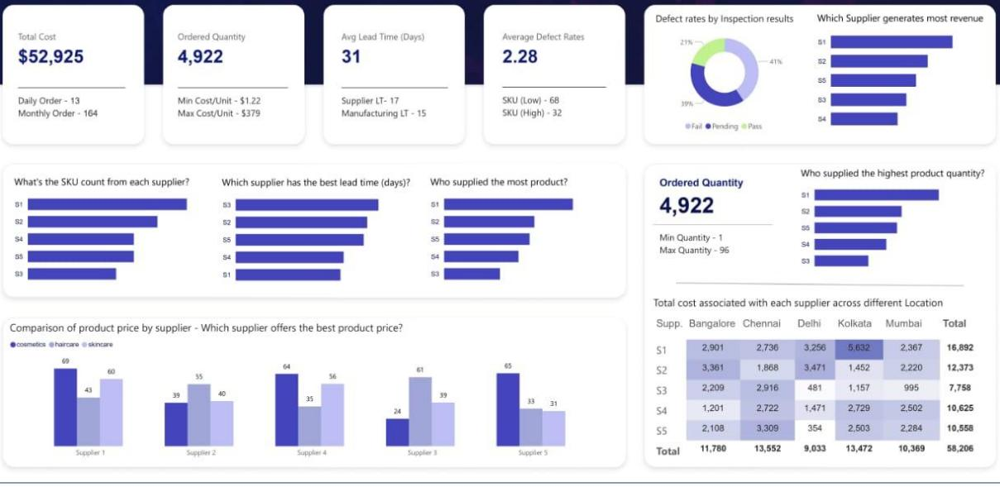 Total Cost
$52,925
Daily Order - 13
Monthly Order - 164
Ordered Quantity
4,922
Min Cost/Unit - $1.22
Max Cost/Unit - $379
Avg Lead Time (Days)
31
Supplier LT- 17
Manufacturing LT - 15
Average Defect Rates
2.28
SKU (Low) - 68
SKU (High) - 32
Defect rates by Inspection results
21%
41%
39%
Fail Pending Pass
Which Supplier generates most revenue
S1
S2
S5
S3
S4
What's the SKU count from each supplier?
S1
S2
S4
S5
S3
Which supplier has the best lead time (days)?
S3
S2
S5
S4
S1
Who supplied the most product?
S1
S2
S5
S4
S3
Ordered Quantity
4,922
Min Quantity - 1
Max Quantity - 96
Who supplied the highest product quantity?
S1
S2
S5
S4
S3
Comparison of product price by supplier - Which supplier offers the best product price?
cosmetics haircare skincare
69 43 60
39 55 40
64 35 56
24 61 39
65 33 31
Supplier 1 Supplier 2 Supplier 4 Supplier 3 Supplier 5
Total cost associated with each supplier across different Location
Supp. Bangalore Chennai Delhi Kolkata Mumbai Total
S1 2,901 2,736 3,256 5,632 2,367 16,892
S2 3,361 1,868 3,471 1,452 2,220 12,373
S3 2,209 2,916 481 1,157 995 7,758
S4 1,201 2,722 1,471 2,729 2,502 10,625
S5 2,108 3,309 354 2,503 2,284 10,558
Total 11,780 13,552 9,033 13,472 10,369 58,206